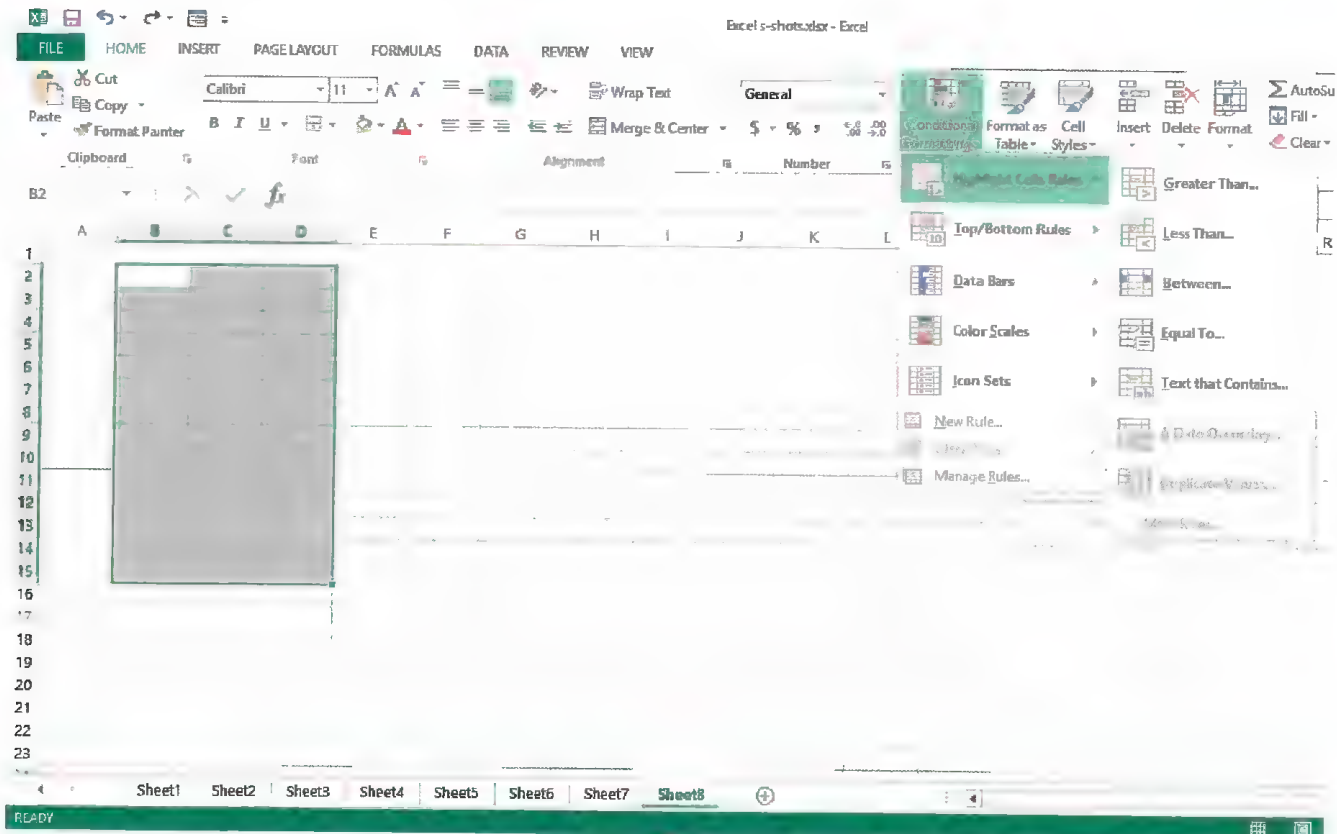 Excel s-shots.xlsx - Excel
FILE HOME INSERT PAGE LAYOUT FORMULAS DATA REVIEW VIEW
Cut
Copy
Format Painter
Paste
Calibri 11
B I U
Wrap Text
Merge & Center
General
$ % ,
Conditional Formatting
Format as Table
Cell Styles
Insert Delete Format
AutoSu
Fill
Clear
Clipboard Font Alignment Number
B2
fx
Highlight Cells Rules
Top/Bottom Rules
Data Bars
Color Scales
Icon Sets
New Rule...
Manage Rules...
Greater Than...
Less Than...
Between...
Equal To...
Text that Contains...
R
A B C D E F G H I J K L
1
2
3
4
5
6
7
8
9
10
11
12
13
14
15
16
17
18
19
20
21
22
23
Sheet1 Sheet2 Sheet3 Sheet4 Sheet5 Sheet6 Sheet7 Sheet8
READY